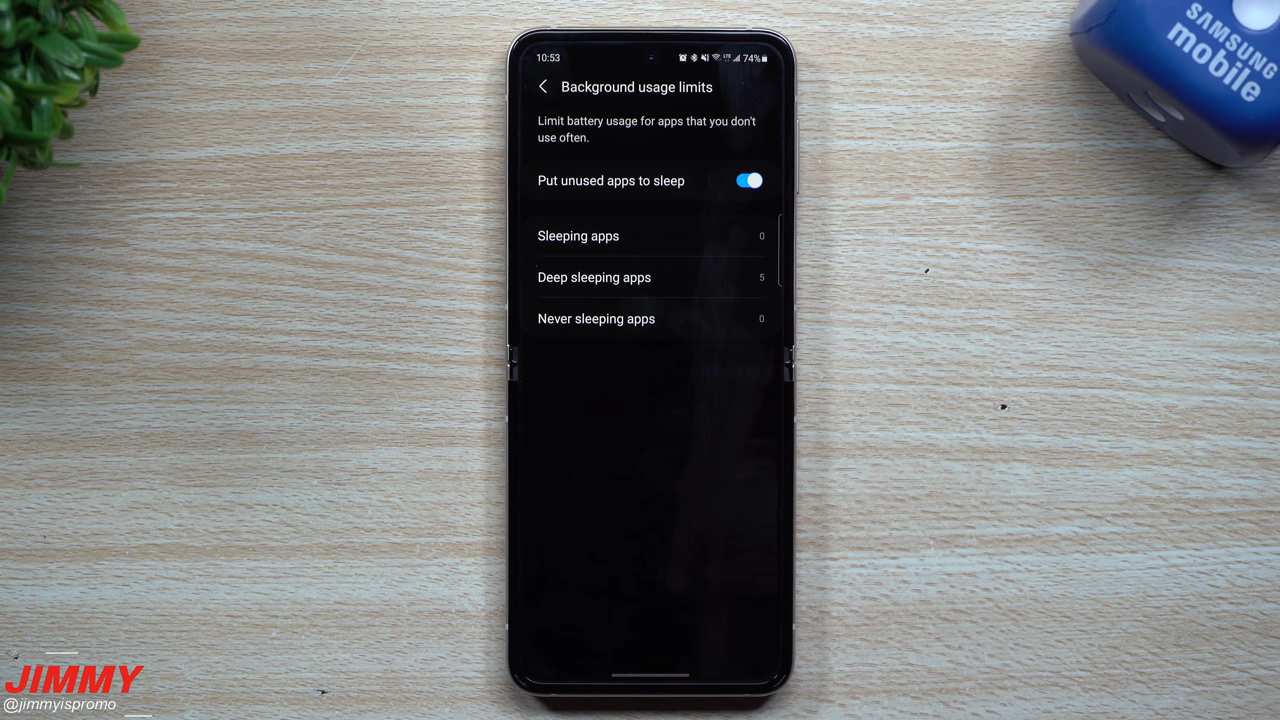 SAMSUNG
mobile
10:53
LTE
74%
Background usage limits
Limit battery usage for apps that you don't
use often.
Put unused apps to sleep
Sleeping apps
0
Deep sleeping apps
5
Never sleeping apps
0
JIMMY
@jimmyispromo